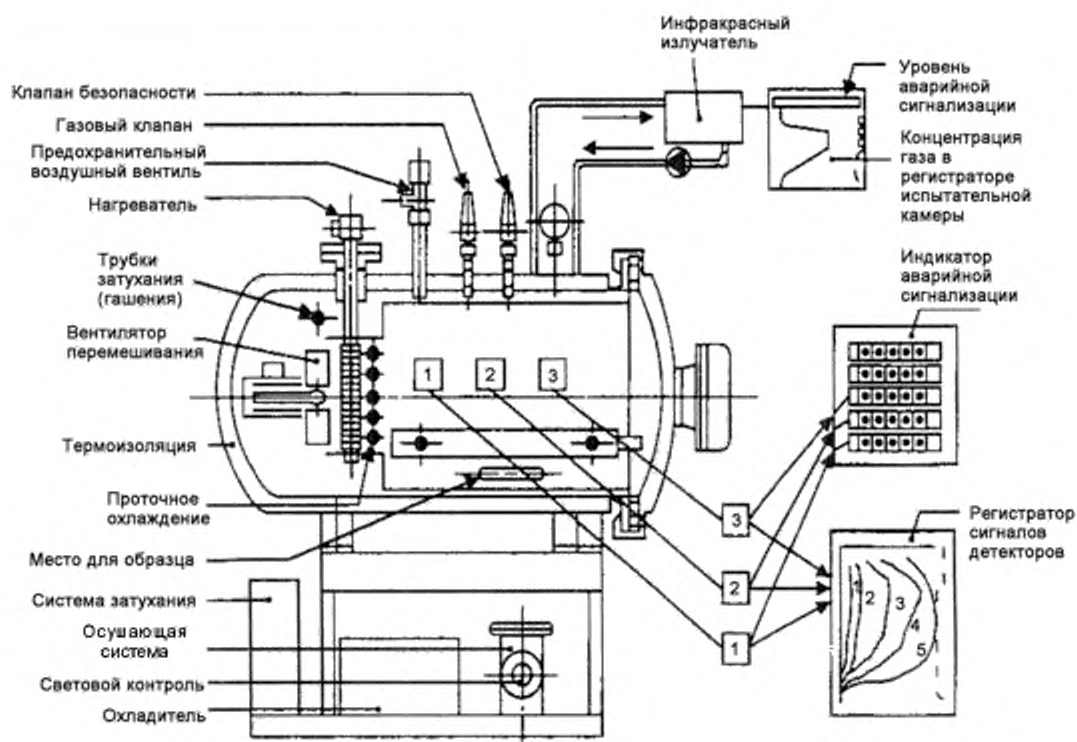 Инфракрасный
излучатель
Клапан безопасности
Газовый клапан
Предохранительный
воздушный вентиль
Нагреватель
Трубки
затухания
(гашения)
Вентилятор
перемешивания
Термоизоляция
Проточное
охлаждение
Место для образца
Система затухания
Осушающая
система
Световой контроль
Охладитель
1
2
3
3
2
1
Уровень
аварийной
сигнализации
Концентрация
газа в
регистраторе
испытательной
камеры
Индикатор
аварийной
сигнализации
Регистратор
сигналов
детекторов
1
2
3
4
5